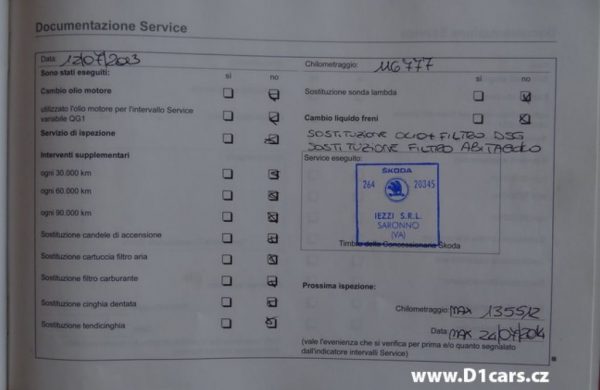 Documentazione Service
Data: 12/07/2013 Chilometraggio: 116777
Sono stati eseguiti: sì no sì no
Cambio olio motore Sostituzione sonda lambda
utilizzato l'olio motore per l'intervallo Service
variabile QG1 Cambio liquido freni
Servizio di ispezione SOSTITUZIONE OLIO+FILTRO DSG
SOSTITUZIONE FILTRO ABITACOLO
Interventi supplementari Service eseguito:
ogni 30.000 km
ogni 60.000 km
ogni 90.000 km
Sostituzione candele di accensione
Sostituzione cartuccia filtro aria
Sostituzione filtro carburante
Sostituzione cinghia dentata
Sostituzione tendicinghia
ŠKODA
264 20345
IEZZI S.R.L.
SARONNO
(VA)
Timbro della Concessionaria Škoda
Prossima ispezione:
Chilometraggio: MAX 135512
Data: MAX 24/07/2014
(vale l'evenienza che si verifica per prima e/o quanto segnalato
dall'indicatore intervalli Service)
www.D1cars.cz